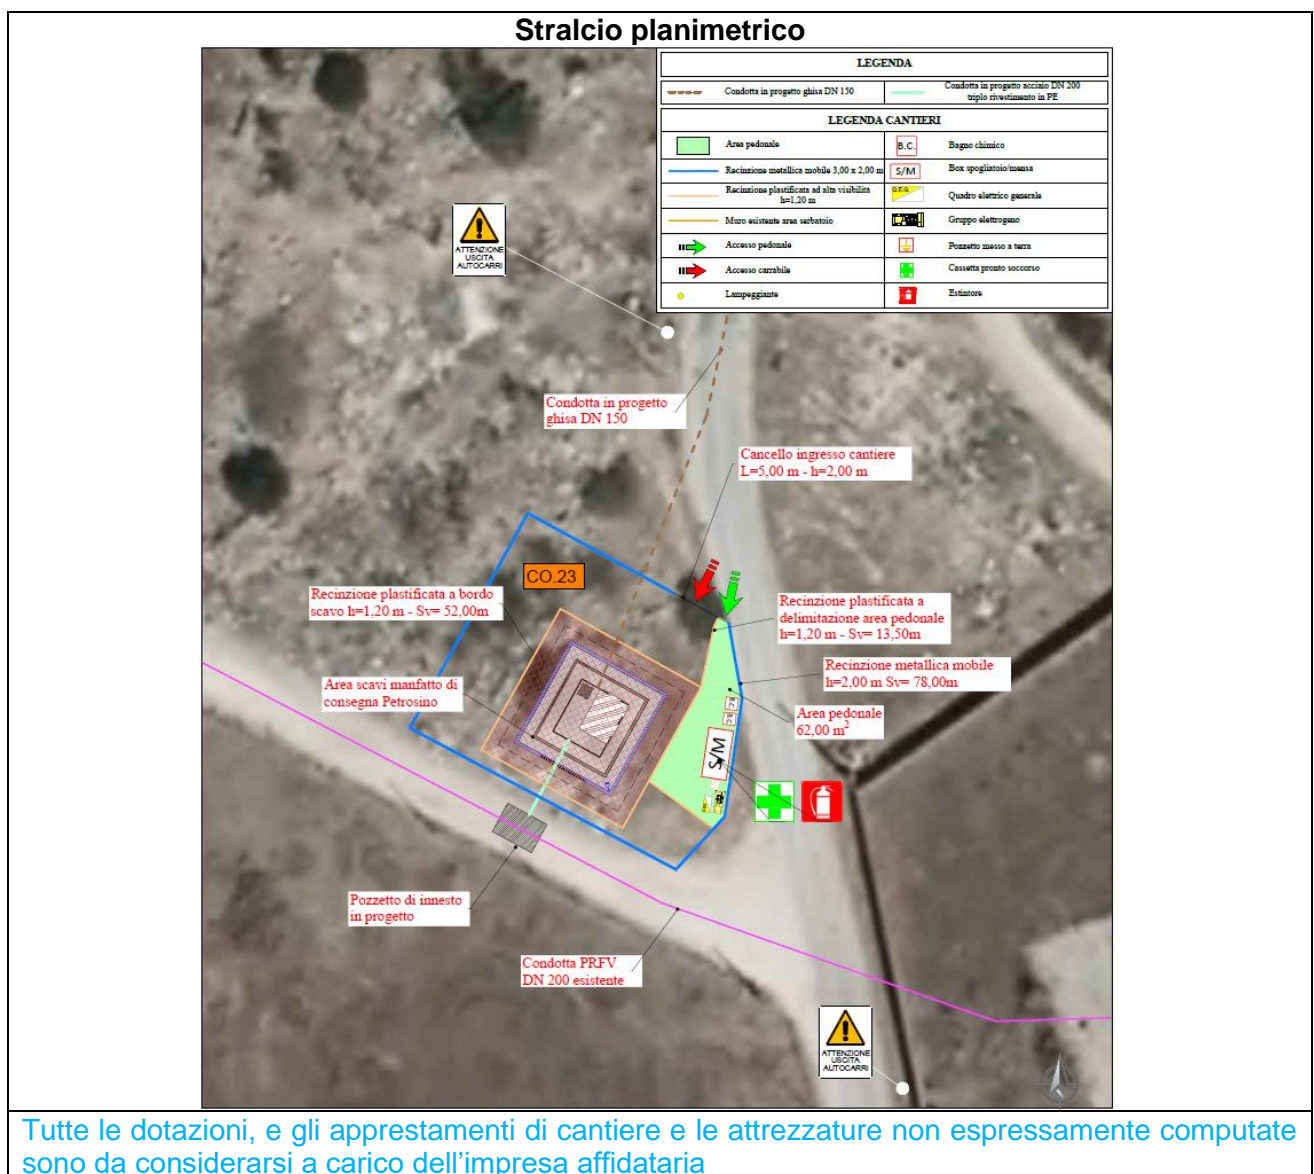 Stralcio planimetrico
LEGENDA
Condotta in progetto ghisa DN 150
Condotta in progetto acciaio DN 200
triplo rivestimento in PE
LEGENDA CANTIERI
Area pedonale
B.C.
Bagno chimico
Recinzione metallica mobile 3,00 x 2,00 m
S/M
Box spogliatoio/mensa
Recinzione plastificata ad alta visibilità
h=1,20 m
Q.E.G.
Quadro elettrico generale
Muro esistente area serbatoio
Gruppo elettrogeno
Accesso pedonale
Pozzetto messo a terra
Accesso carrabile
Cassetta pronto soccorso
Lampeggiante
Estintore
ATTENZIONE
USCITA
AUTOCARRI
Condotta in progetto
ghisa DN 150
Cancello ingresso cantiere
L=5,00 m - h=2,00 m
CO.23
Recinzione plastificata a bordo
scavo h=1,20 m - Sv= 52,00m
Recinzione plastificata a
delimitazione area pedonale
h=1,20 m - Sv= 13,50m
Recinzione metallica mobile
h=2,00 m Sv= 78,00m
Area scavi manfatto di
consegna Petrosino
Area pedonale
62,00 m²
B.C.
B.C.
S/M
Pozzetto di innesto
in progetto
Condotta PRFV
DN 200 esistente
ATTENZIONE
USCITA
AUTOCARRI
Tutte le dotazioni, e gli apprestamenti di cantiere e le attrezzature non espressamente computate
sono da considerarsi a carico dell'impresa affidataria